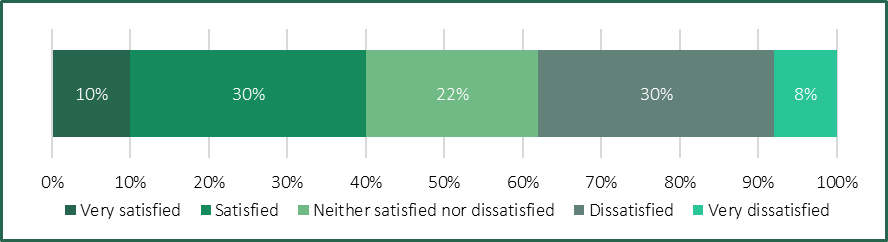 10% 30% 22% 30% 8%
0% 10% 20% 30% 40% 50% 60% 70% 80% 90% 100%
Very satisfied Satisfied Neither satisfied nor dissatisfied Dissatisfied Very dissatisfied